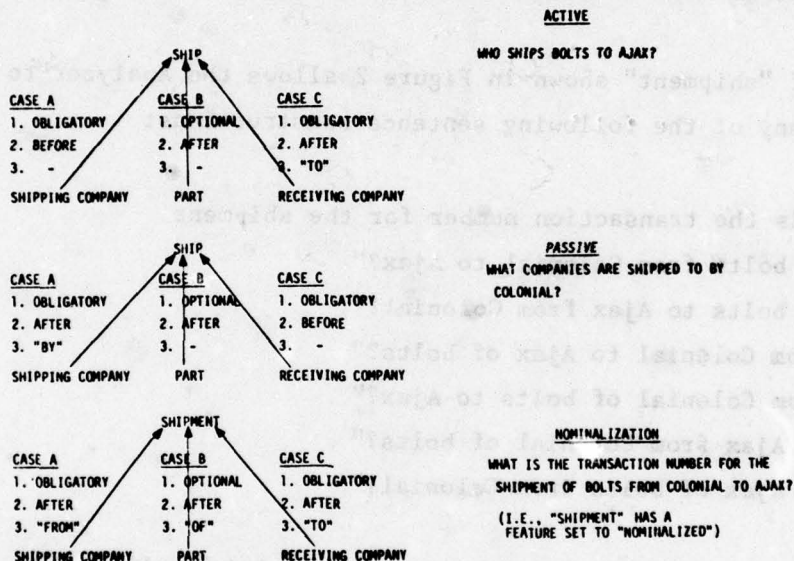 ACTIVE
SHIP
WHO SHIPS BOLTS TO AJAX?
CASE A CASE B CASE C
1. OBLIGATORY 1. OPTIONAL 1. OBLIGATORY
2. BEFORE 2. AFTER 2. AFTER
3. - 3. - 3. "TO"
SHIPPING COMPANY PART RECEIVING COMPANY
SHIP
PASSIVE
WHAT COMPANIES ARE SHIPPED TO BY
COLONIAL?
CASE A CASE B CASE C
1. OBLIGATORY 1. OPTIONAL 1. OBLIGATORY
2. AFTER 2. AFTER 2. BEFORE
3. "BY" 3. - 3. -
SHIPPING COMPANY PART RECEIVING COMPANY
SHIPMENT
NOMINALIZATION
WHAT IS THE TRANSACTION NUMBER FOR THE
SHIPMENT OF BOLTS FROM COLONIAL TO AJAX?
(I.E., "SHIPMENT" HAS A
FEATURE SET TO "NOMINALIZED")
CASE A CASE B CASE C
1. OBLIGATORY 1. OPTIONAL 1. OBLIGATORY
2. AFTER 2. AFTER 2. AFTER
3. "FROM" 3. "OF" 3. "TO"
SHIPPING COMPANY PART RECEIVING COMPANY